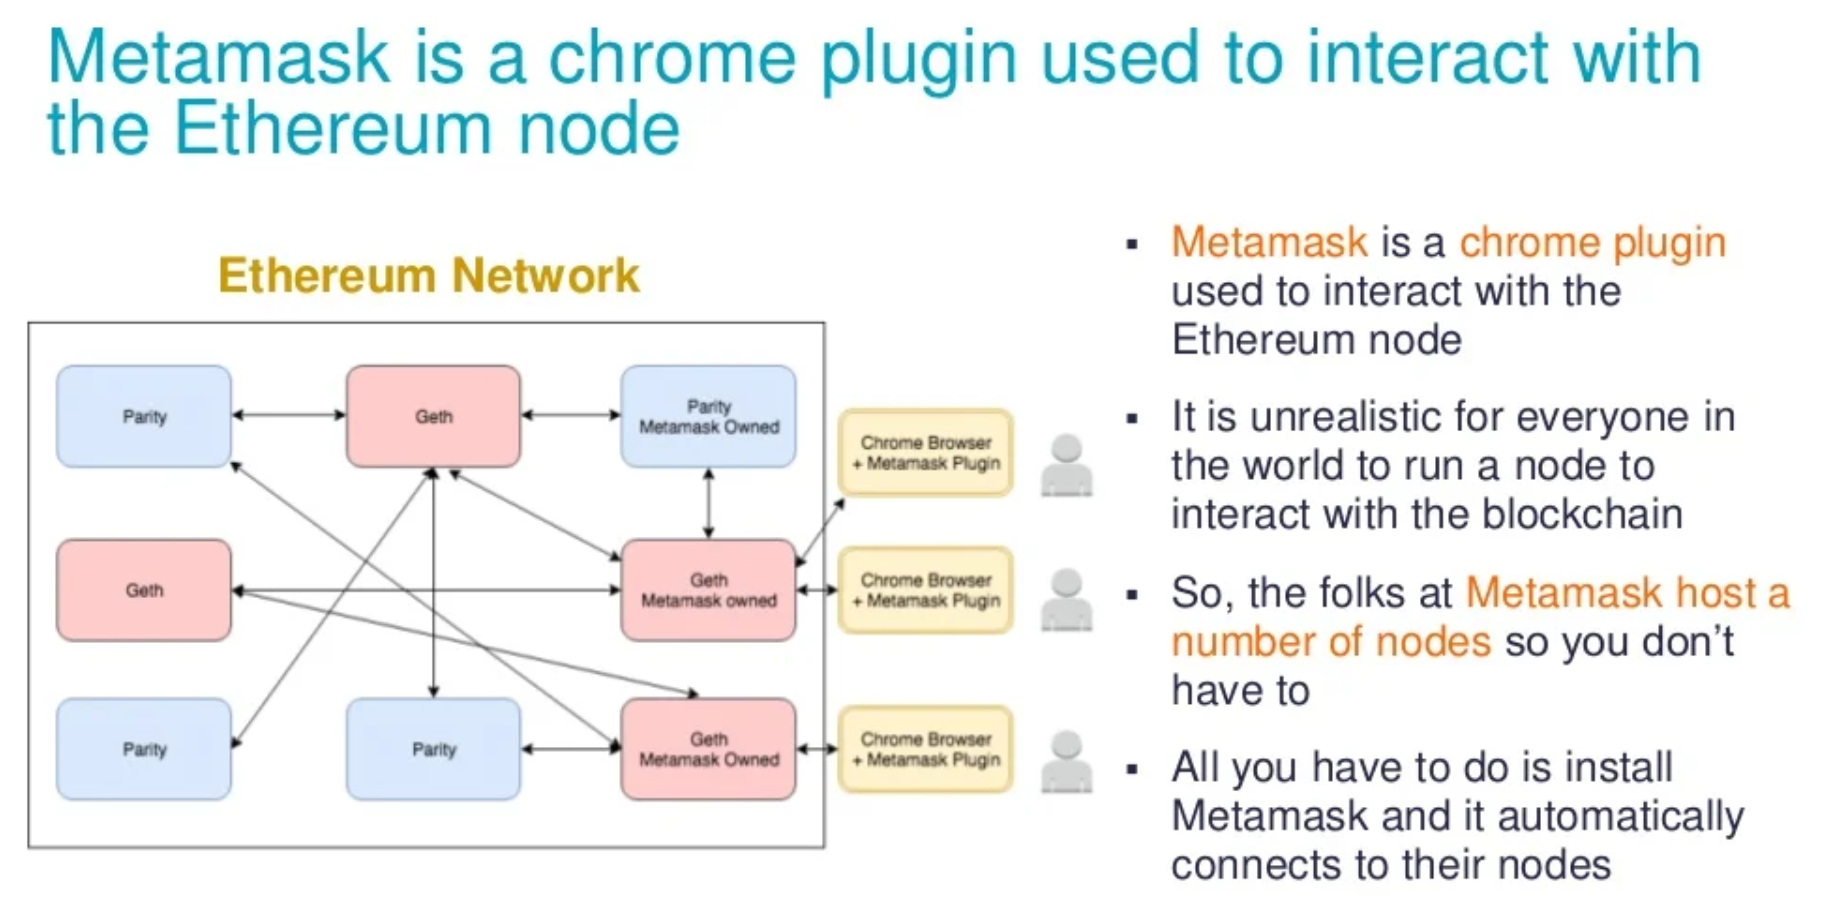 Metamask is a chrome plugin used to interact with
the Ethereum node
Ethereum Network
Parity
Geth
Parity
Metamask Owned
Chrome Browser
+ Metamask Plugin
Geth
Geth
Metamask owned
Chrome Browser
+ Metamask Plugin
Parity
Parity
Geth
Metamask Owned
Chrome Browser
+ Metamask Plugin
▪ Metamask is a chrome plugin
used to interact with the
Ethereum node
▪ It is unrealistic for everyone in
the world to run a node to
interact with the blockchain
▪ So, the folks at Metamask host a
number of nodes so you don’t
have to
▪ All you have to do is install
Metamask and it automatically
connects to their nodes